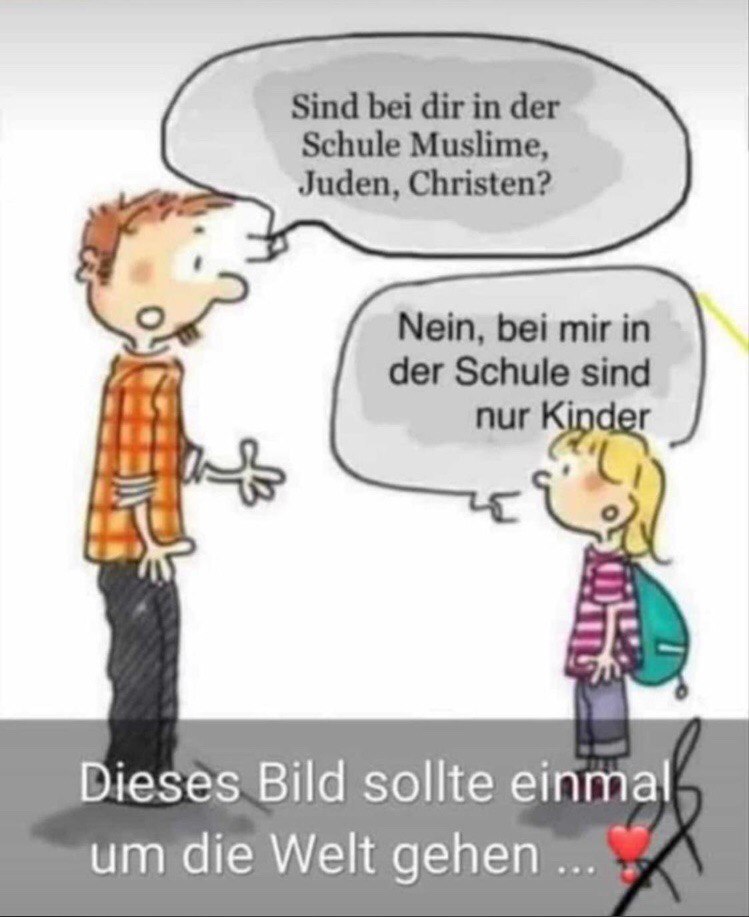 Sind bei dir in der
Schule Muslime,
Juden, Christen?
Nein, bei mir in
der Schule sind
nur Kinder
Dieses Bild sollte einmal
um die Welt gehen ...❣️